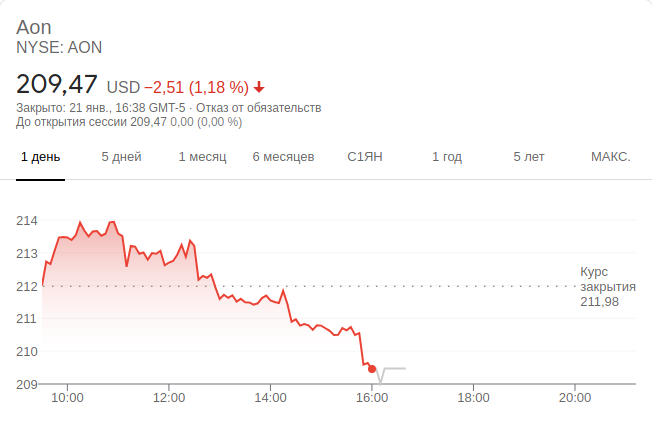 Aon
NYSE: AON
209,47 USD −2,51 (1,18 %)
Закрыто: 21 янв., 16:38 GMT-5 · Отказ от обязательств
До открытия сессии 209,47 0,00 (0,00 %)
1 день 5 дней 1 месяц 6 месяцев С1ЯН 1 год 5 лет МАКС.
214
213
Курс
закрытия
212
211,98
211
210
209
10:00 12:00 14:00 16:00 18:00 20:00